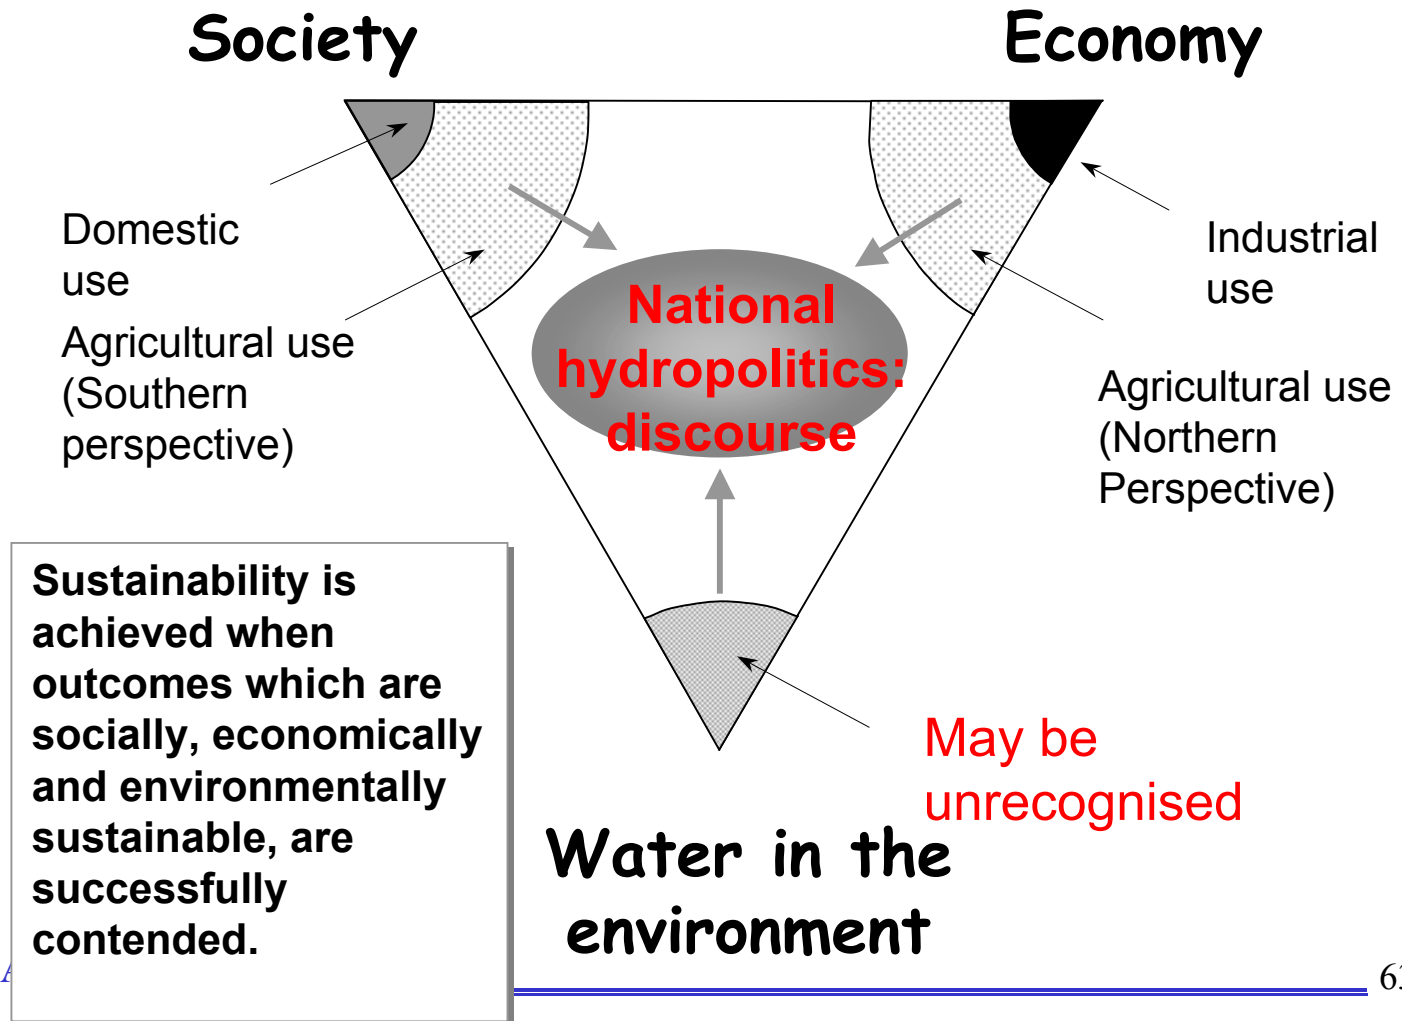 Society
Economy
Domestic
use
Agricultural use
(Southern
perspective)
National
hydropolitics:
discourse
Industrial
use
Agricultural use
(Northern
Perspective)
Sustainability is
achieved when
outcomes which are
socially, economically
and environmentally
sustainable, are
successfully
contended.
May be
unrecognised
Water in the
environment